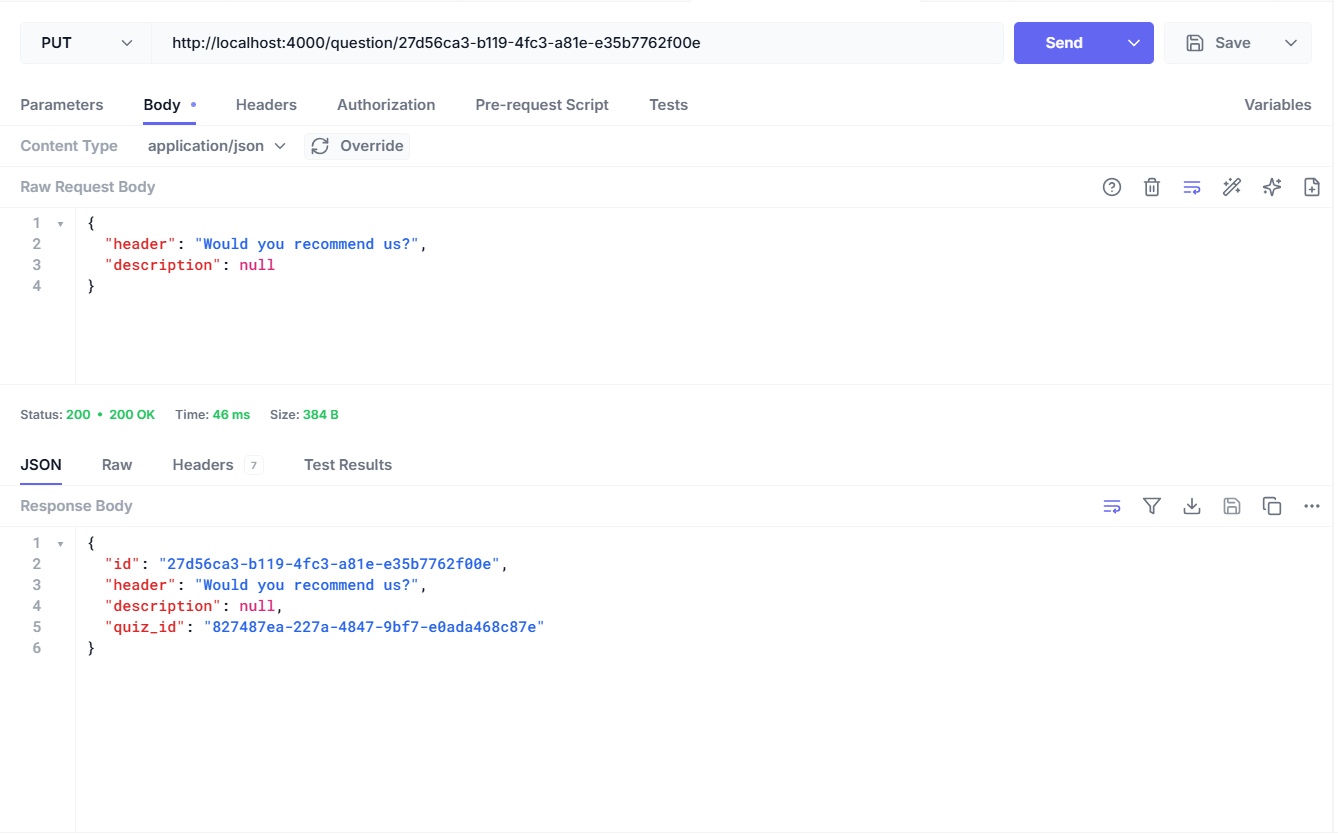 PUT http://localhost:4000/question/27d56ca3-b119-4fc3-a81e-e35b7762f00e Send Save
Parameters Body • Headers Authorization Pre-request Script Tests Variables
Content Type application/json Override
Raw Request Body
1 {
2 "header": "Would you recommend us?",
3 "description": null
4 }
Status: 200 • 200 OK Time: 46 ms Size: 384 B
JSON Raw Headers 7 Test Results
Response Body
1 {
2 "id": "27d56ca3-b119-4fc3-a81e-e35b7762f00e",
3 "header": "Would you recommend us?",
4 "description": null,
5 "quiz_id": "827487ea-227a-4847-9bf7-e0ada468c87e"
6 }